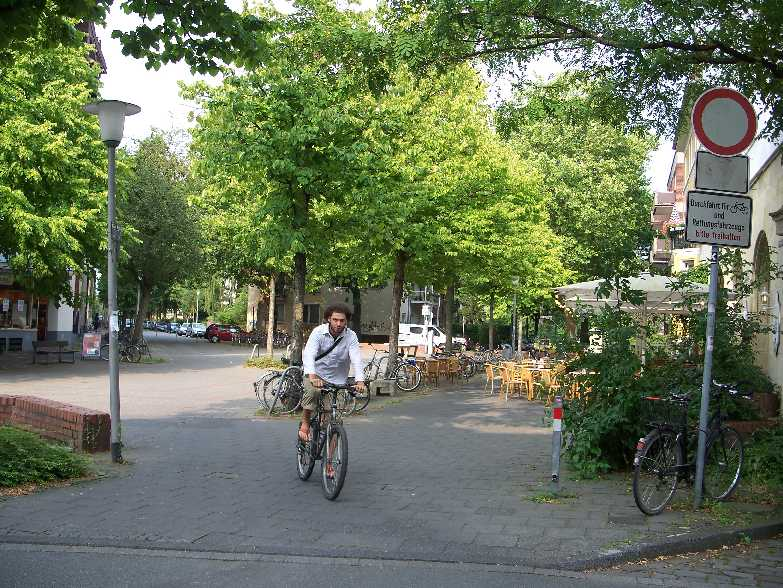 Durchfahrt für
und
Rettungsfahrzeuge
bitte freihalten